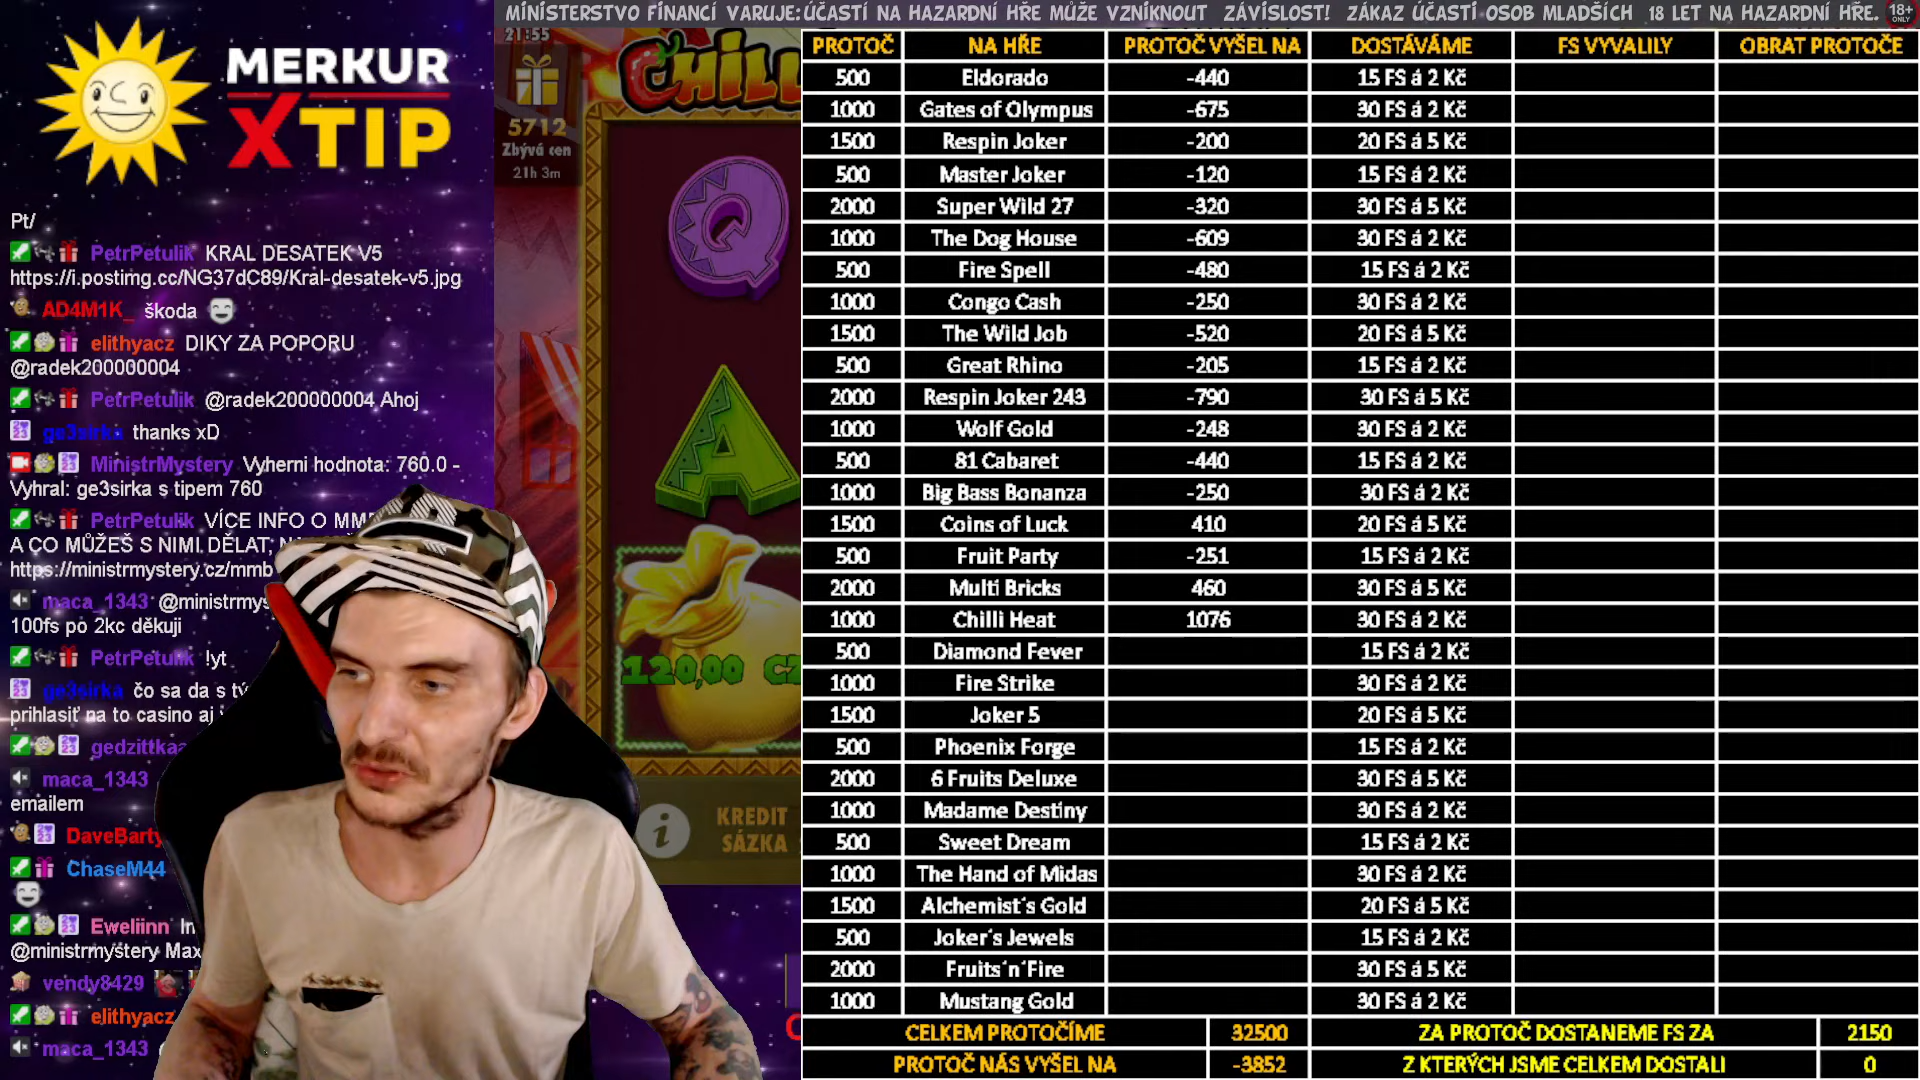 MINISTERSTVO FINANCÍ VARUJE: ÚČASTÍ NA HAZARDNÍ HŘE MŮŽE VZNIKNOUT ZÁVISLOST! ZÁKAZ ÚČASTI OSOB MLADŠÍCH 18 LET NA HAZARDNÍ HŘE.
18+ ONLY
MERKUR
XTIP
21:55
CHILL
5712
Zbývá cen
21h 3m
Q
A
120,00 CZ
KREDIT
SÁZKA
Pt/
PetrPetulik KRAL DESATEK V5
https://i.postimg.cc/NG37dC89/Kral-desatek-v5.jpg
AD4M1K_ škoda
elithyacz DIKY ZA POPORU
@radek200000004
PetrPetulik @radek200000004 Ahoj
ge3sirka thanks xD
MinistrMystery Vyherni hodnota: 760.0 -
Vyhral: ge3sirka s tipem 760
PetrPetulik VÍCE INFO O
A CO MŮŽEŠ S NIMI DĚLAT,
https://ministrmystery.cz/mmb
maca_1343 @ministrmys
100fs po 2kc děkuji
PetrPetulik !yt
ge3sirka čo sa da s
prihlasiť na to casino aj
gedzittkaa
maca_1343
emailem
DaveBarty
ChaseM44
Eweliinn
@ministrmystery Max
vendy8429
elithyacz
maca_1343
PROTOČ NA HŘE PROTOČ VYŠEL NA DOSTÁVÁME FS VYVALILY OBRAT PROTOČE
500 Eldorado -440 15 FS á 2 Kč
1000 Gates of Olympus -675 30 FS á 2 Kč
1500 Respin Joker -200 20 FS á 5 Kč
500 Master Joker -120 15 FS á 2 Kč
2000 Super Wild 27 -320 30 FS á 5 Kč
1000 The Dog House -609 30 FS á 2 Kč
500 Fire Spell -480 15 FS á 2 Kč
1000 Congo Cash -250 30 FS á 2 Kč
1500 The Wild Job -520 20 FS á 5 Kč
500 Great Rhino -205 15 FS á 2 Kč
2000 Respin Joker 243 -790 30 FS á 5 Kč
1000 Wolf Gold -248 30 FS á 2 Kč
500 81 Cabaret -440 15 FS á 2 Kč
1000 Big Bass Bonanza -250 30 FS á 2 Kč
1500 Coins of Luck 410 20 FS á 5 Kč
500 Fruit Party -251 15 FS á 2 Kč
2000 Multi Bricks 460 30 FS á 5 Kč
1000 Chilli Heat 1076 30 FS á 2 Kč
500 Diamond Fever 15 FS á 2 Kč
1000 Fire Strike 30 FS á 2 Kč
1500 Joker 5 20 FS á 5 Kč
500 Phoenix Forge 15 FS á 2 Kč
2000 6 Fruits Deluxe 30 FS á 5 Kč
1000 Madame Destiny 30 FS á 2 Kč
500 Sweet Dream 15 FS á 2 Kč
1000 The Hand of Midas 30 FS á 2 Kč
1500 Alchemist´s Gold 20 FS á 5 Kč
500 Joker´s Jewels 15 FS á 2 Kč
2000 Fruits´n´Fire 30 FS á 5 Kč
1000 Mustang Gold 30 FS á 2 Kč
CELKEM PROTOČÍME 32500 ZA PROTOČ DOSTANEME FS ZA 2150
PROTOČ NÁS VYŠEL NA -3852 Z KTERÝCH JSME CELKEM DOSTALI 0